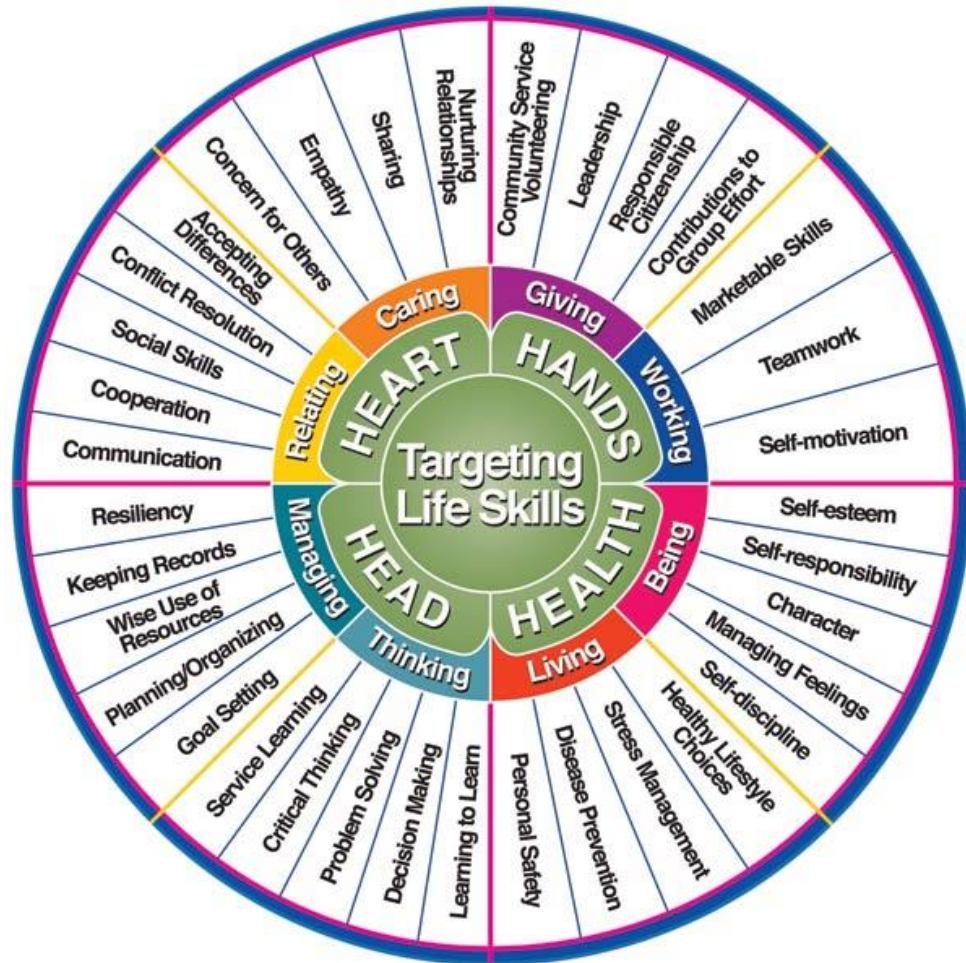 Targeting
Life Skills
HEART
HANDS
HEALTH
HEAD
Caring
Giving
Working
Being
Living
Thinking
Managing
Relating
Nurturing
Relationships
Sharing
Empathy
Concern for Others
Accepting
Differences
Conflict Resolution
Social Skills
Cooperation
Communication
Community Service
Volunteering
Leadership
Responsible
Citizenship
Contributions to
Group Effort
Marketable Skills
Teamwork
Self-motivation
Self-esteem
Self-responsibility
Character
Managing Feelings
Self-discipline
Healthy Lifestyle
Choices
Stress Management
Disease Prevention
Personal Safety
Learning to Learn
Decision Making
Problem Solving
Critical Thinking
Service Learning
Goal Setting
Planning/Organizing
Wise Use of
Resources
Keeping Records
Resiliency